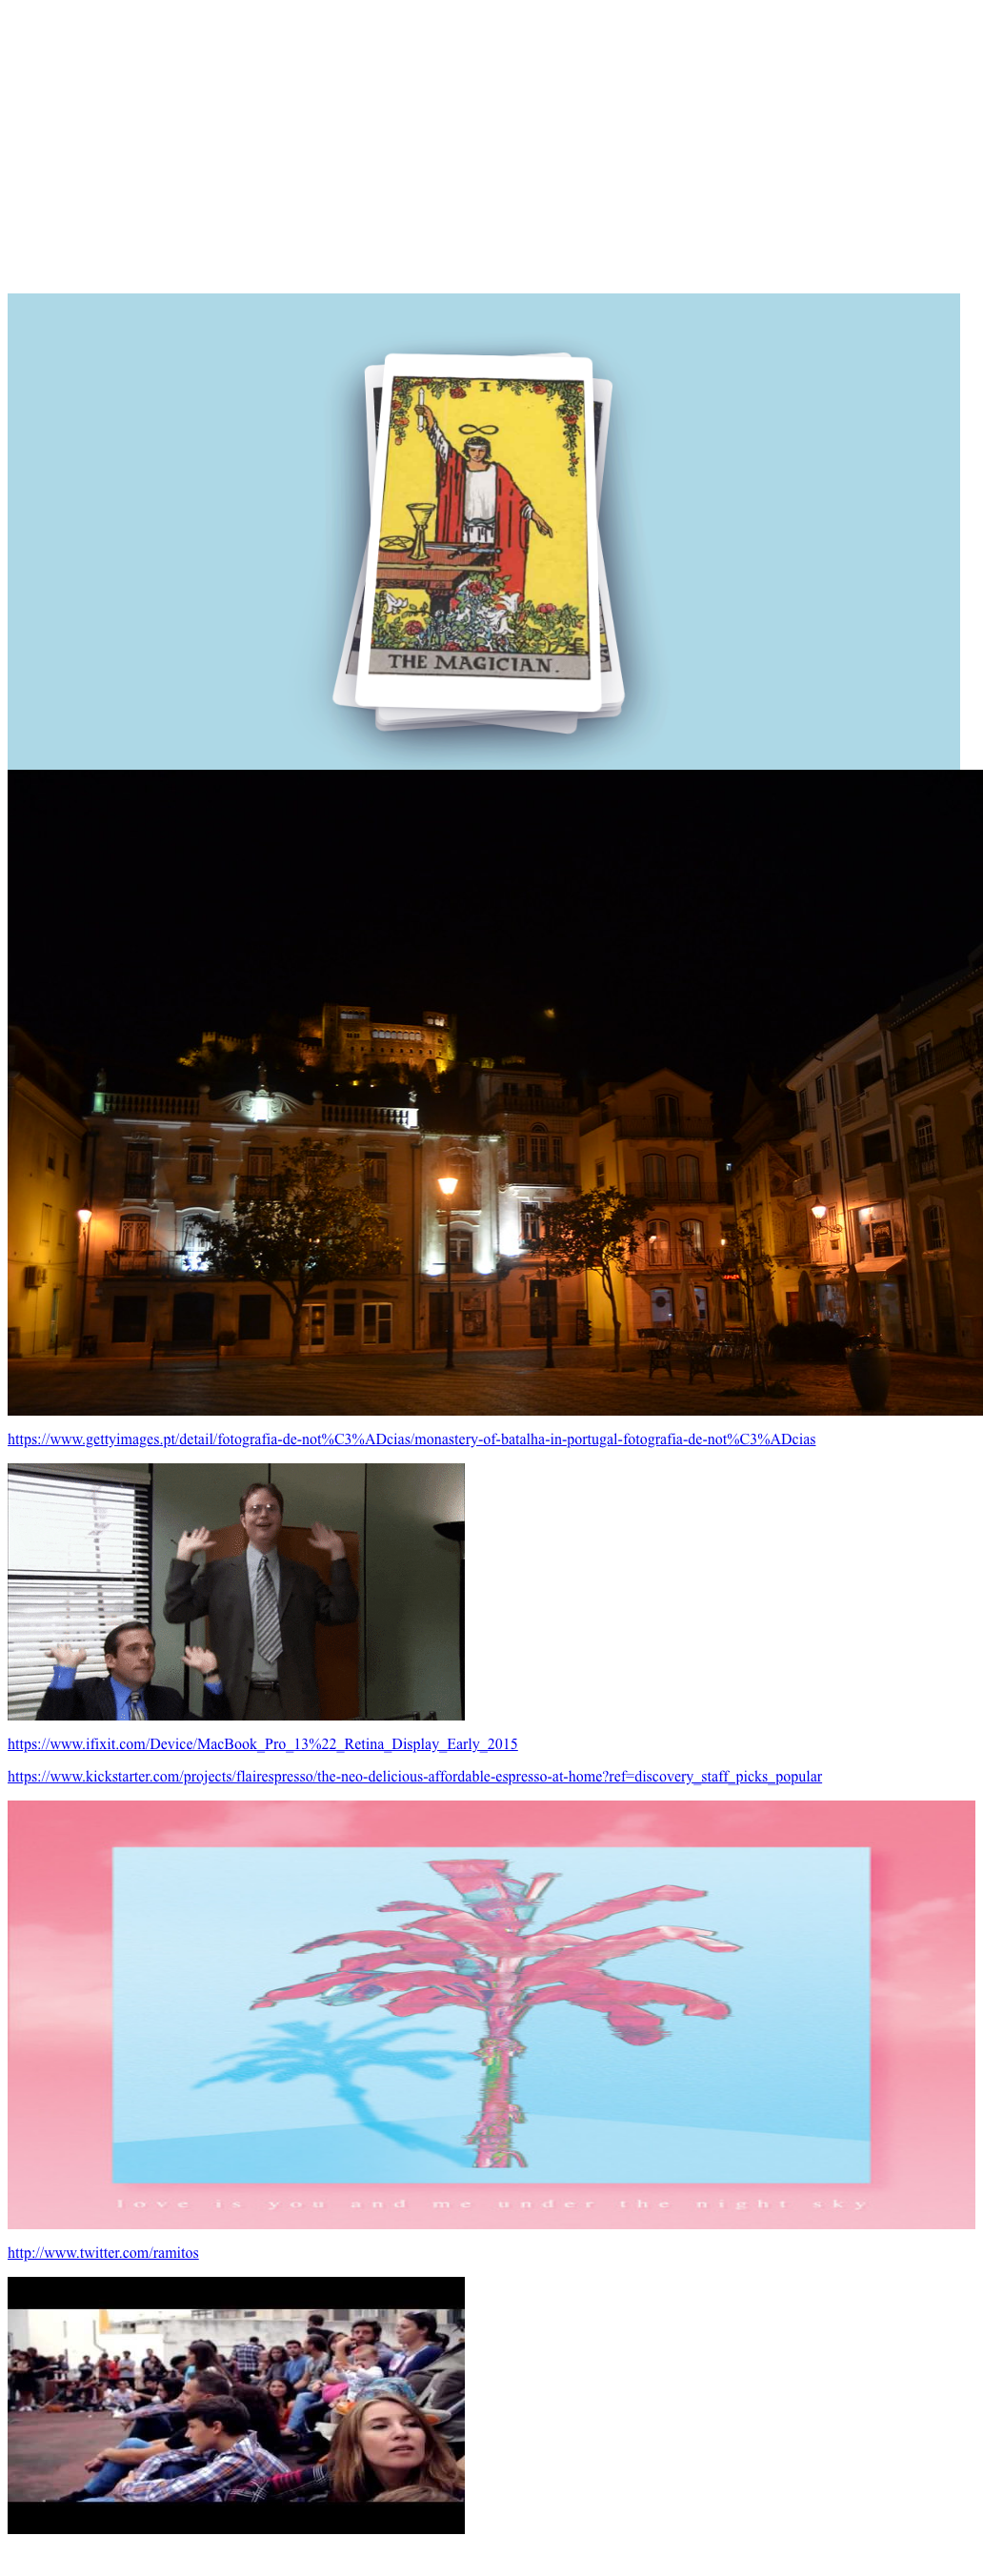 I
THE MAGICIAN.
https://www.gettyimages.pt/detail/fotografia-de-not%C3%ADcias/monastery-of-batalha-in-portugal-fotografia-de-not%C3%ADcias
https://www.ifixit.com/Device/MacBook_Pro_13%22_Retina_Display_Early_2015
https://www.kickstarter.com/projects/flairespresso/the-neo-delicious-affordable-espresso-at-home?ref=discovery_staff_picks_popular
love is you and me under the night sky
http://www.twitter.com/ramitos